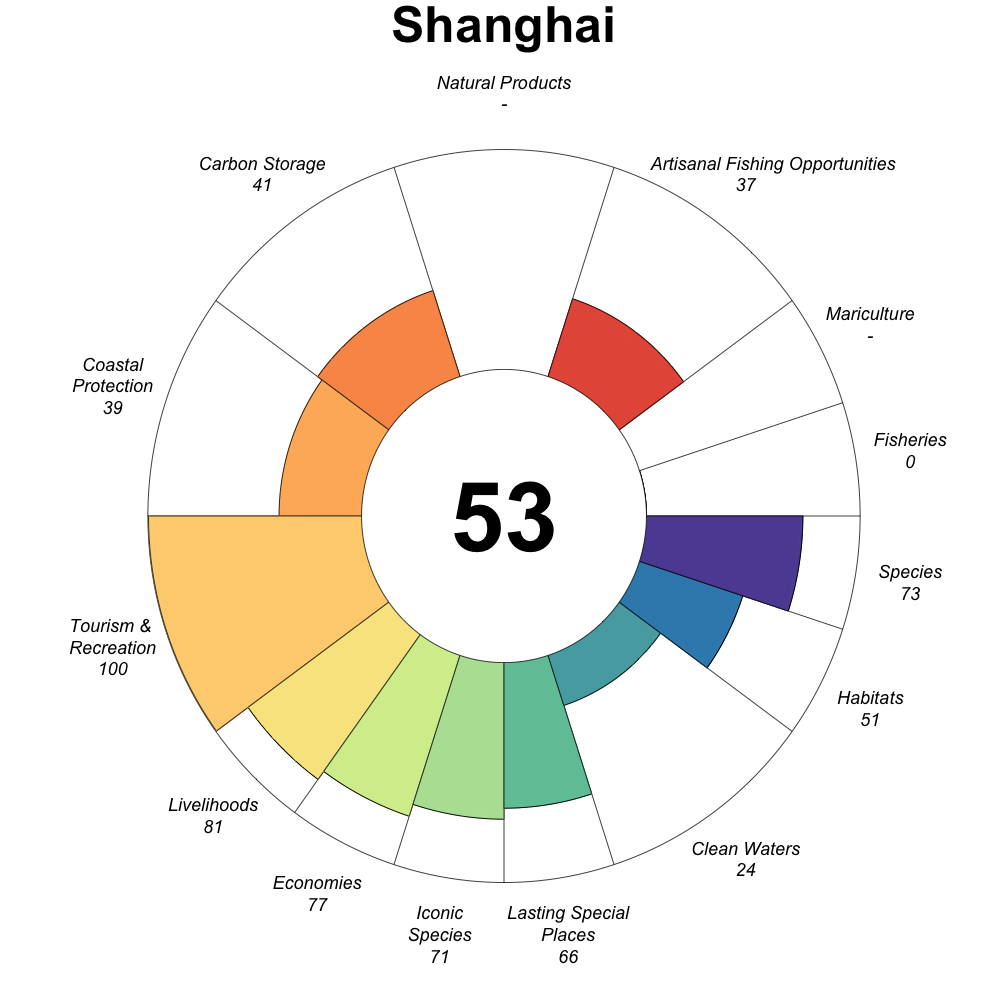 Shanghai
Natural Products
-
Carbon Storage
41
Artisanal Fishing Opportunities
37
Mariculture
-
Coastal
Protection
39
Fisheries
0
53
Species
73
Tourism &
Recreation
100
Habitats
51
Livelihoods
81
Clean Waters
24
Economies
77
Iconic
Species
71
Lasting Special
Places
66